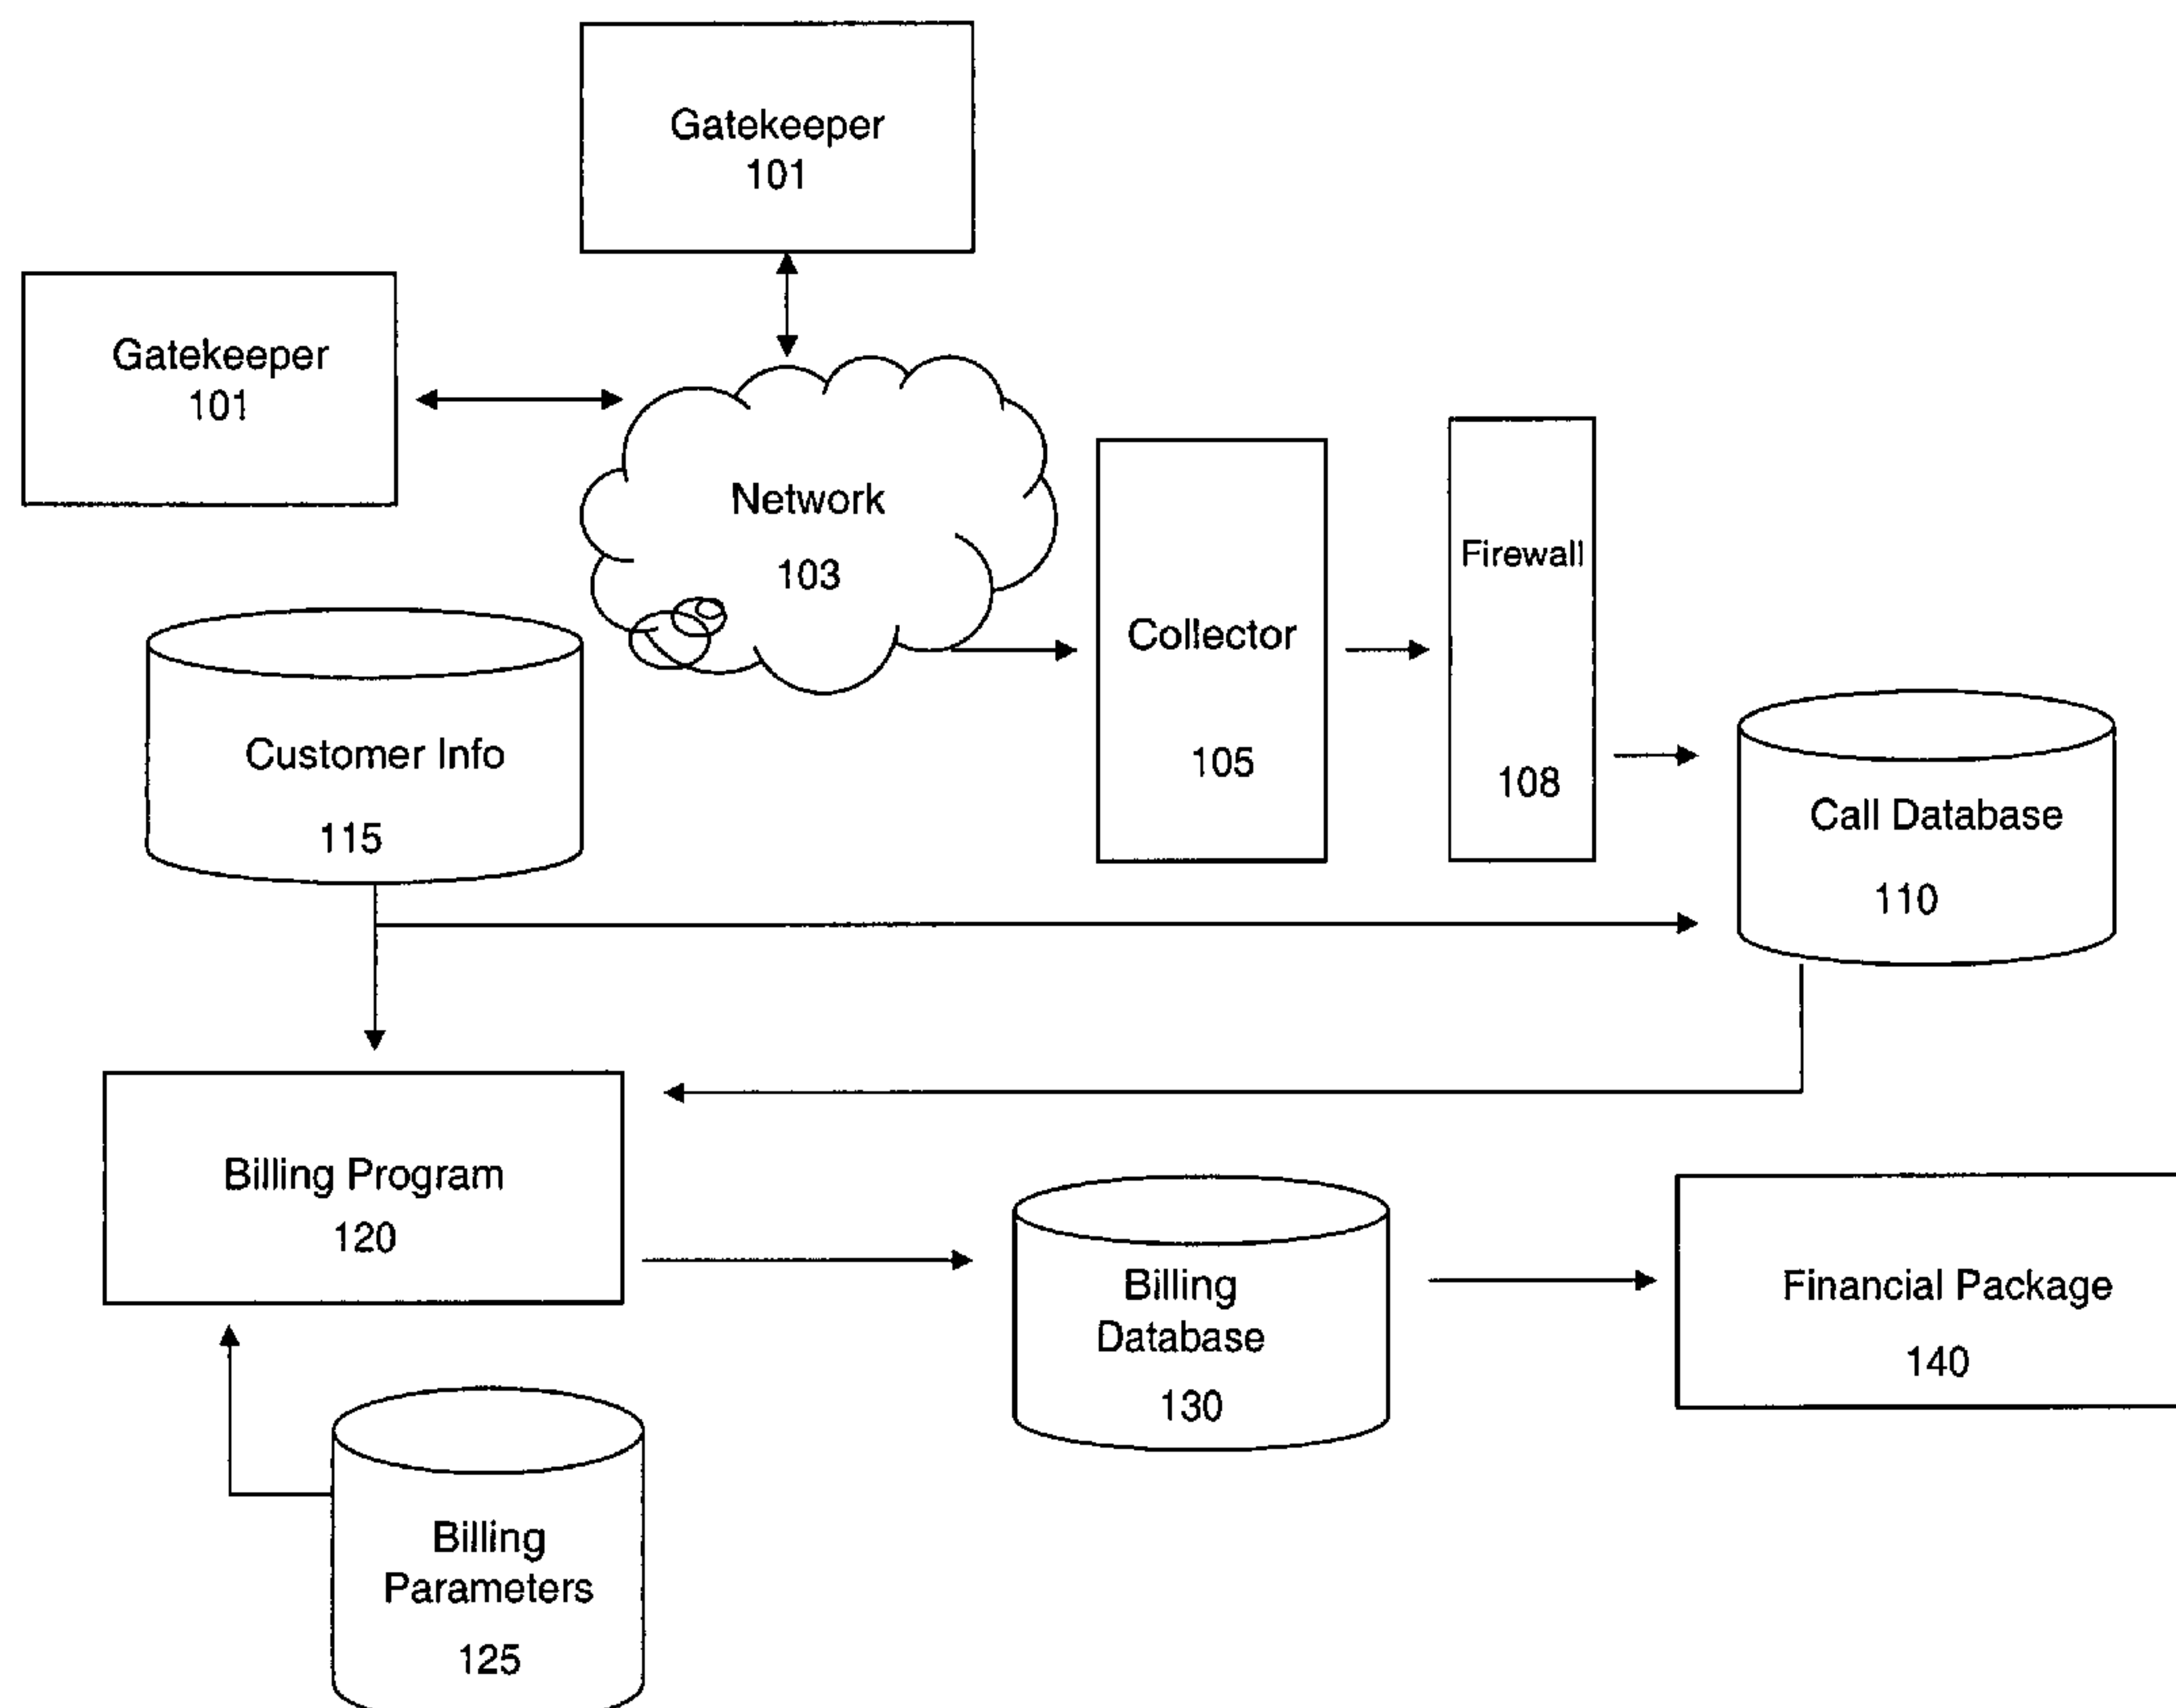 Gatekeeper
101
Gatekeeper
101
Network
103
Collector
105
Firewall
108
Customer Info
115
Call Database
110
Billing Program
120
Billing
Database
130
Financial Package
140
Billing
Parameters
125